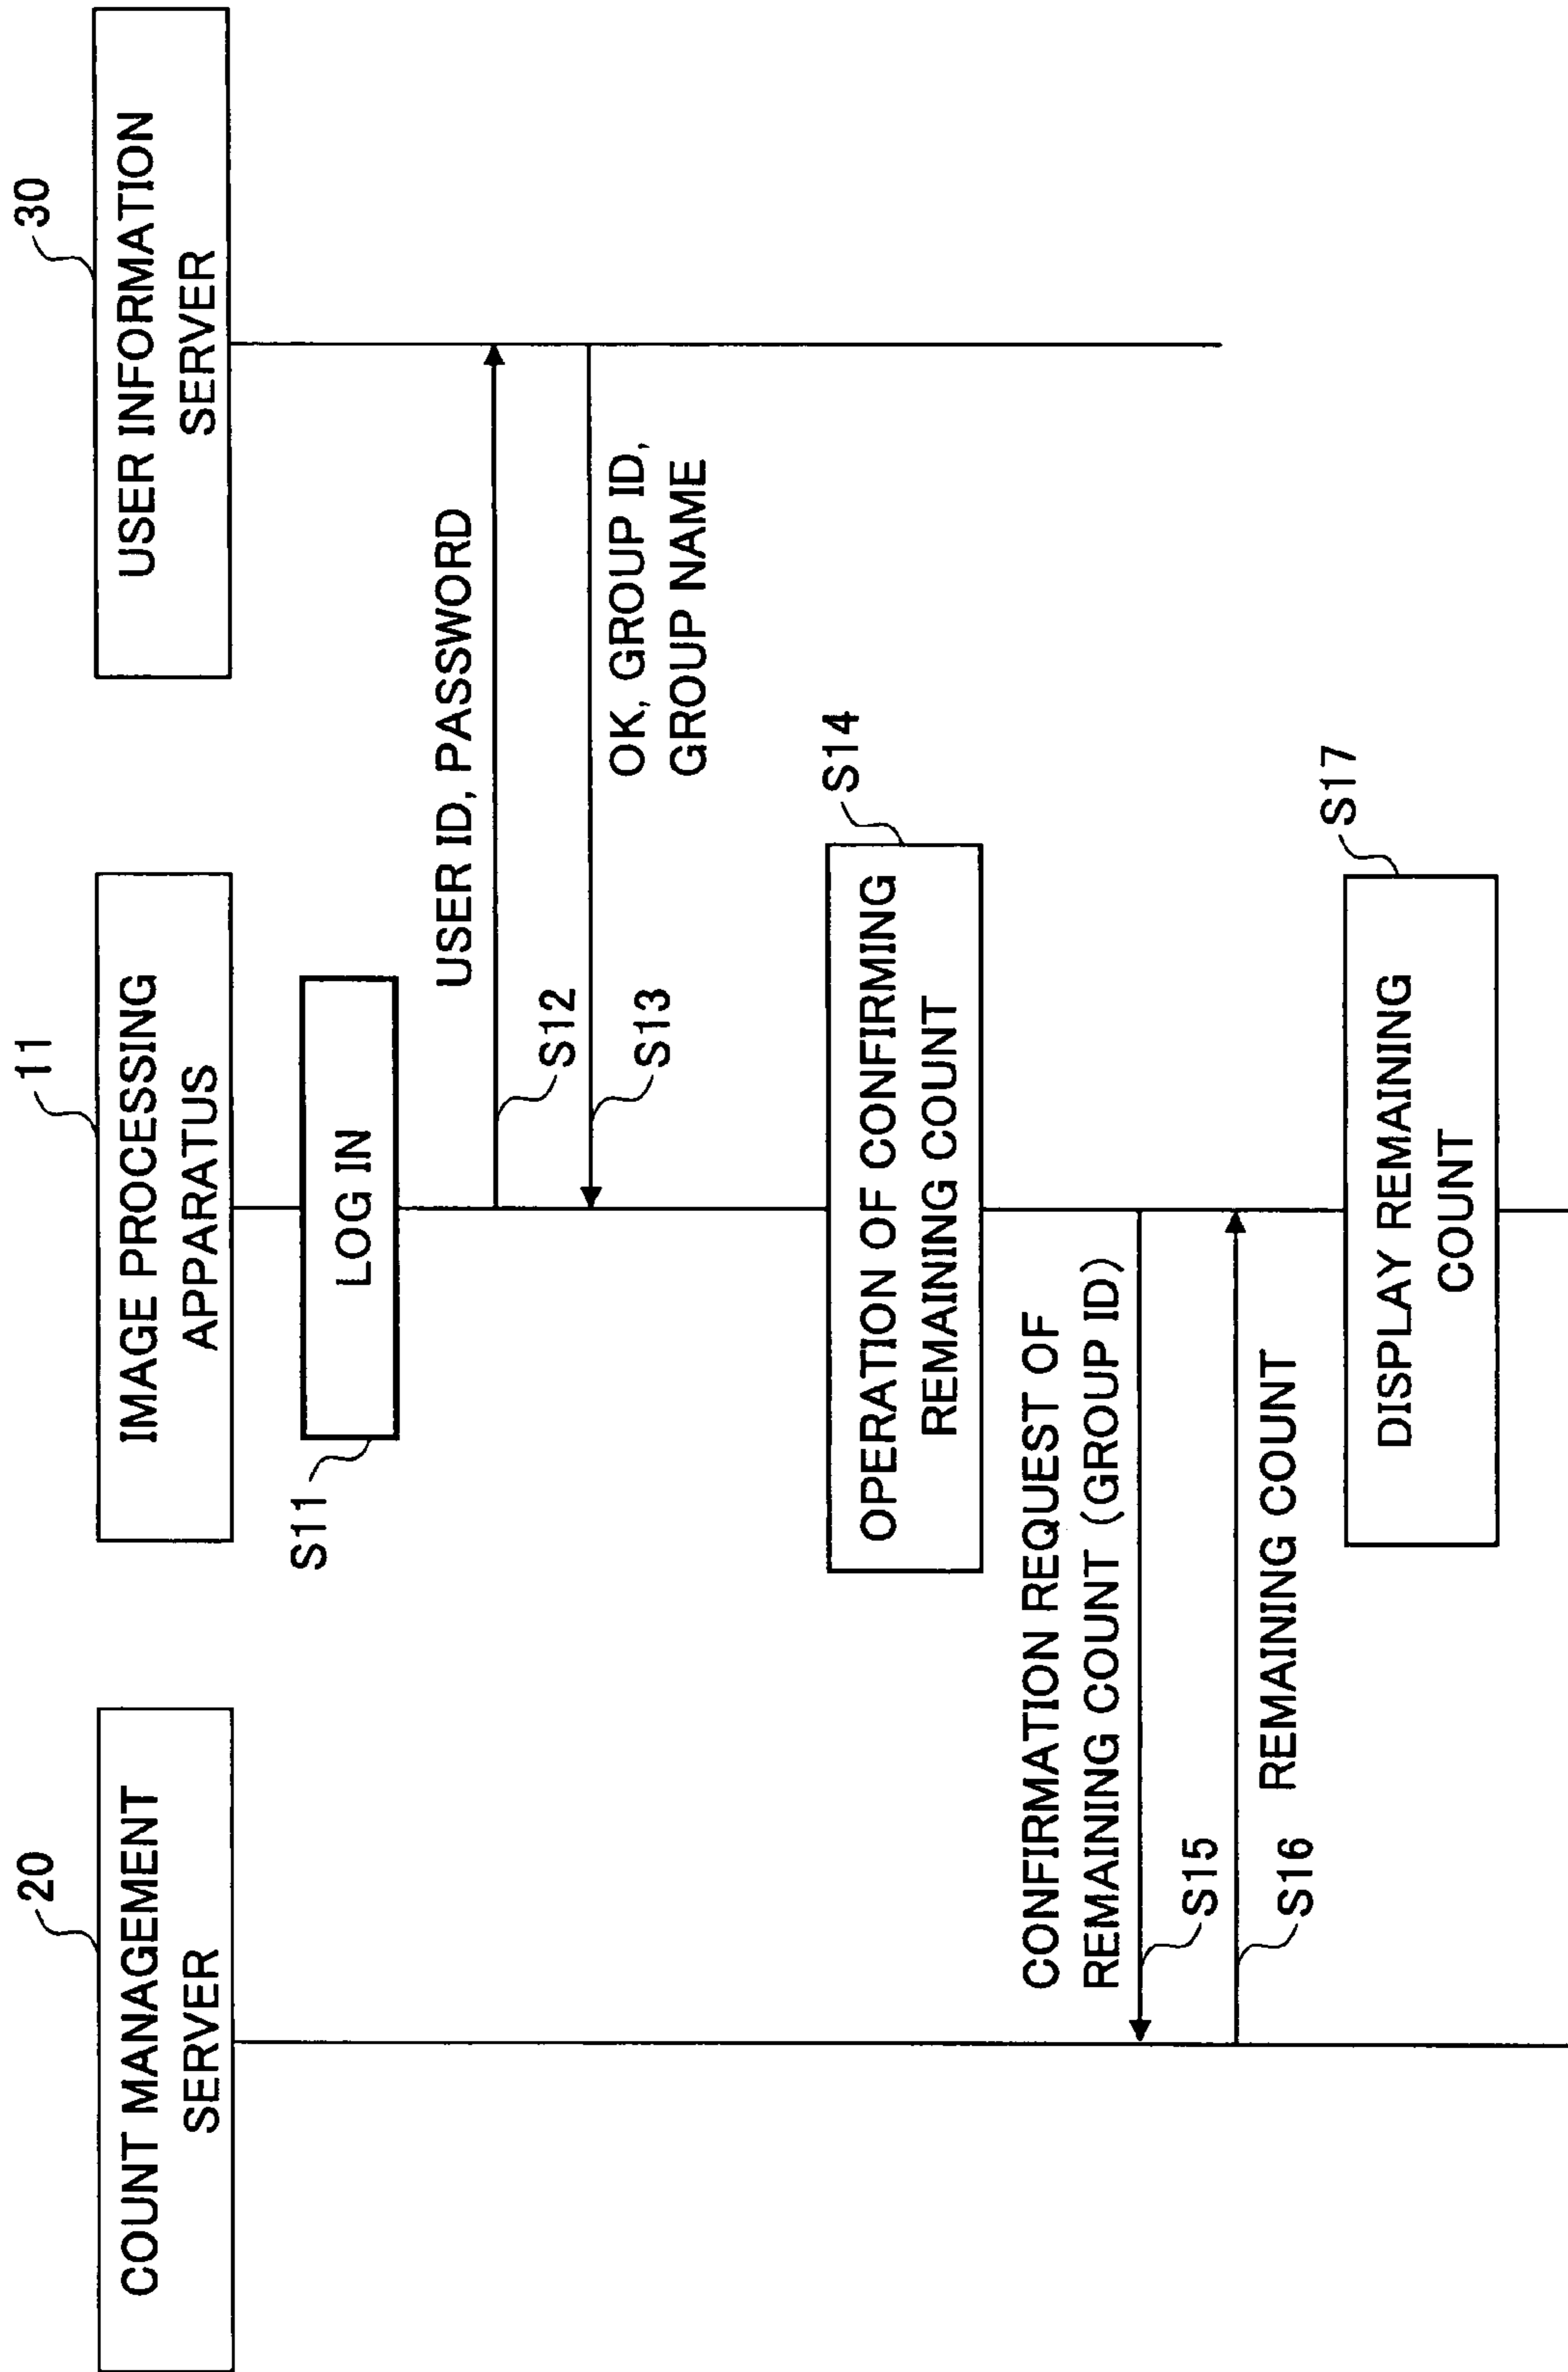 20
COUNT MANAGEMENT
SERVER
11
IMAGE PROCESSING
APPARATUS
30
USER INFORMATION
SERVER
S11
LOG IN
USER ID, PASSWORD
S12
OK, GROUP ID,
GROUP NAME
S13
S14
OPERATION OF CONFIRMING
REMAINING COUNT
CONFIRMATION REQUEST OF
REMAINING COUNT (GROUP ID)
S15
REMAINING COUNT
S16
S17
DISPLAY REMAINING
COUNT